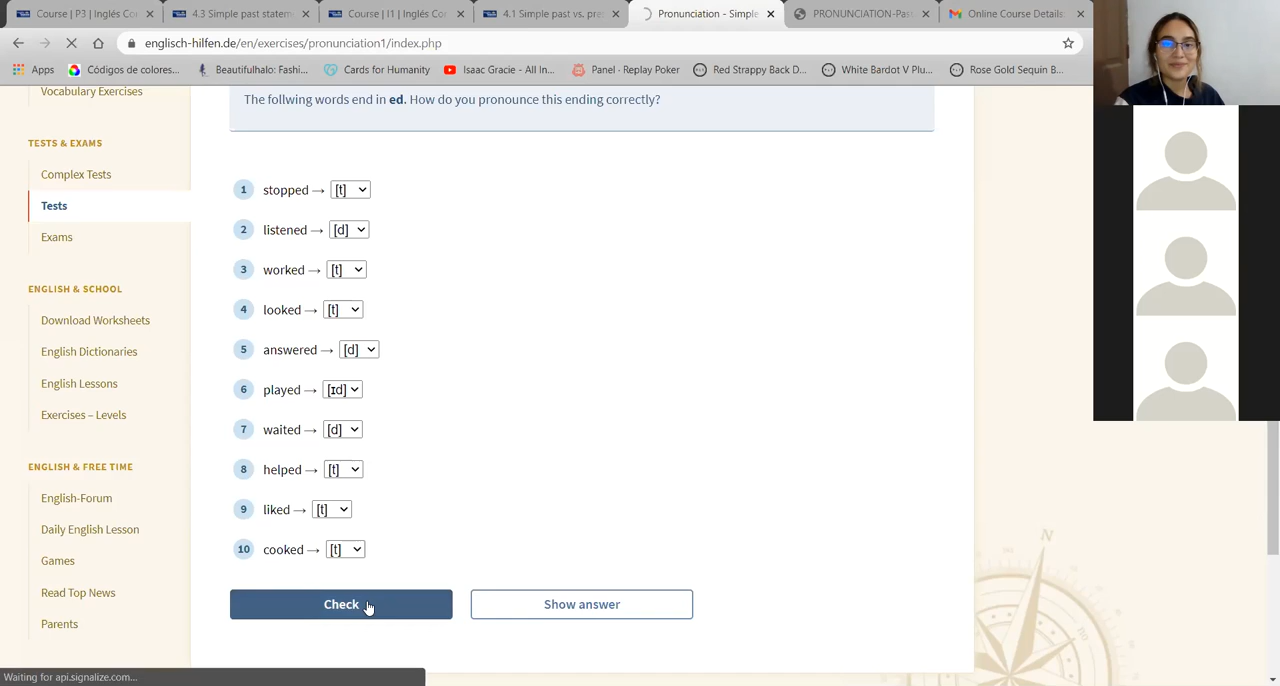 Course | P3 | Inglés Co
4.3 Simple past statem
Course | I1 | Inglés Cor
4.1 Simple past vs. pre
Pronunciation - Simple
PRONUNCIATION-Pas
Online Course Details:
englisch-hilfen.de/en/exercises/pronunciation1/index.php
Apps
Códigos de colores...
Beautifulhalo: Fashi...
Cards for Humanity
Isaac Gracie - All In...
Panel · Replay Poker
Red Strappy Back D...
White Bardot V Plu...
Rose Gold Sequin B...
Vocabulary Exercises
TESTS & EXAMS
Complex Tests
Tests
Exams
ENGLISH & SCHOOL
Download Worksheets
English Dictionaries
English Lessons
Exercises – Levels
ENGLISH & FREE TIME
English-Forum
Daily English Lesson
Games
Read Top News
Parents
The follwing words end in ed. How do you pronounce this ending correctly?
1 stopped → [t]
2 listened → [d]
3 worked → [t]
4 looked → [t]
5 answered → [d]
6 played → [ɪd]
7 waited → [d]
8 helped → [t]
9 liked → [t]
10 cooked → [t]
Check
Show answer
N
Waiting for api.signalize.com...